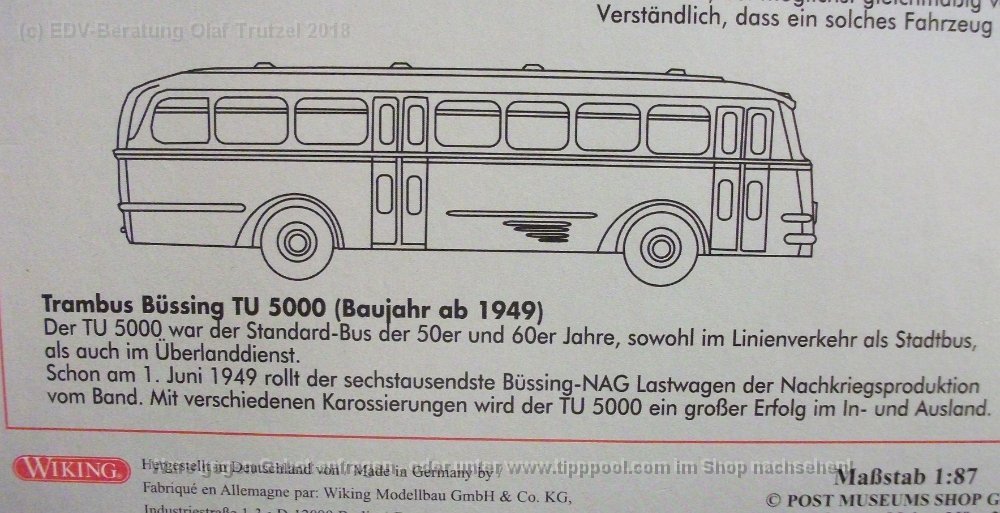 Verständlich, dass ein solches Fahrzeug
(c) EDV-Beratung Olaf Trutzel 2018
Trambus Büssing TU 5000 (Baujahr ab 1949)
Der TU 5000 war der Standard-Bus der 50er und 60er Jahre, sowohl im Linienverkehr als Stadtbus,
als auch im Überlanddienst.
Schon am 1. Juni 1949 rollt der sechstausendste Büssing-NAG Lastwagen der Nachkriegsproduktion
vom Band. Mit verschiedenen Karossierungen wird der TU 5000 ein großer Erfolg im In- und Ausland.
WIKING
Hergestellt in Deutschland von / Made in Germany by /
www.tipppool.com im Shop nachsehen!
Maßstab 1:87
Fabriqué en Allemagne par: Wiking Modellbau GmbH & Co. KG,
© POST MUSEUMS SHOP G